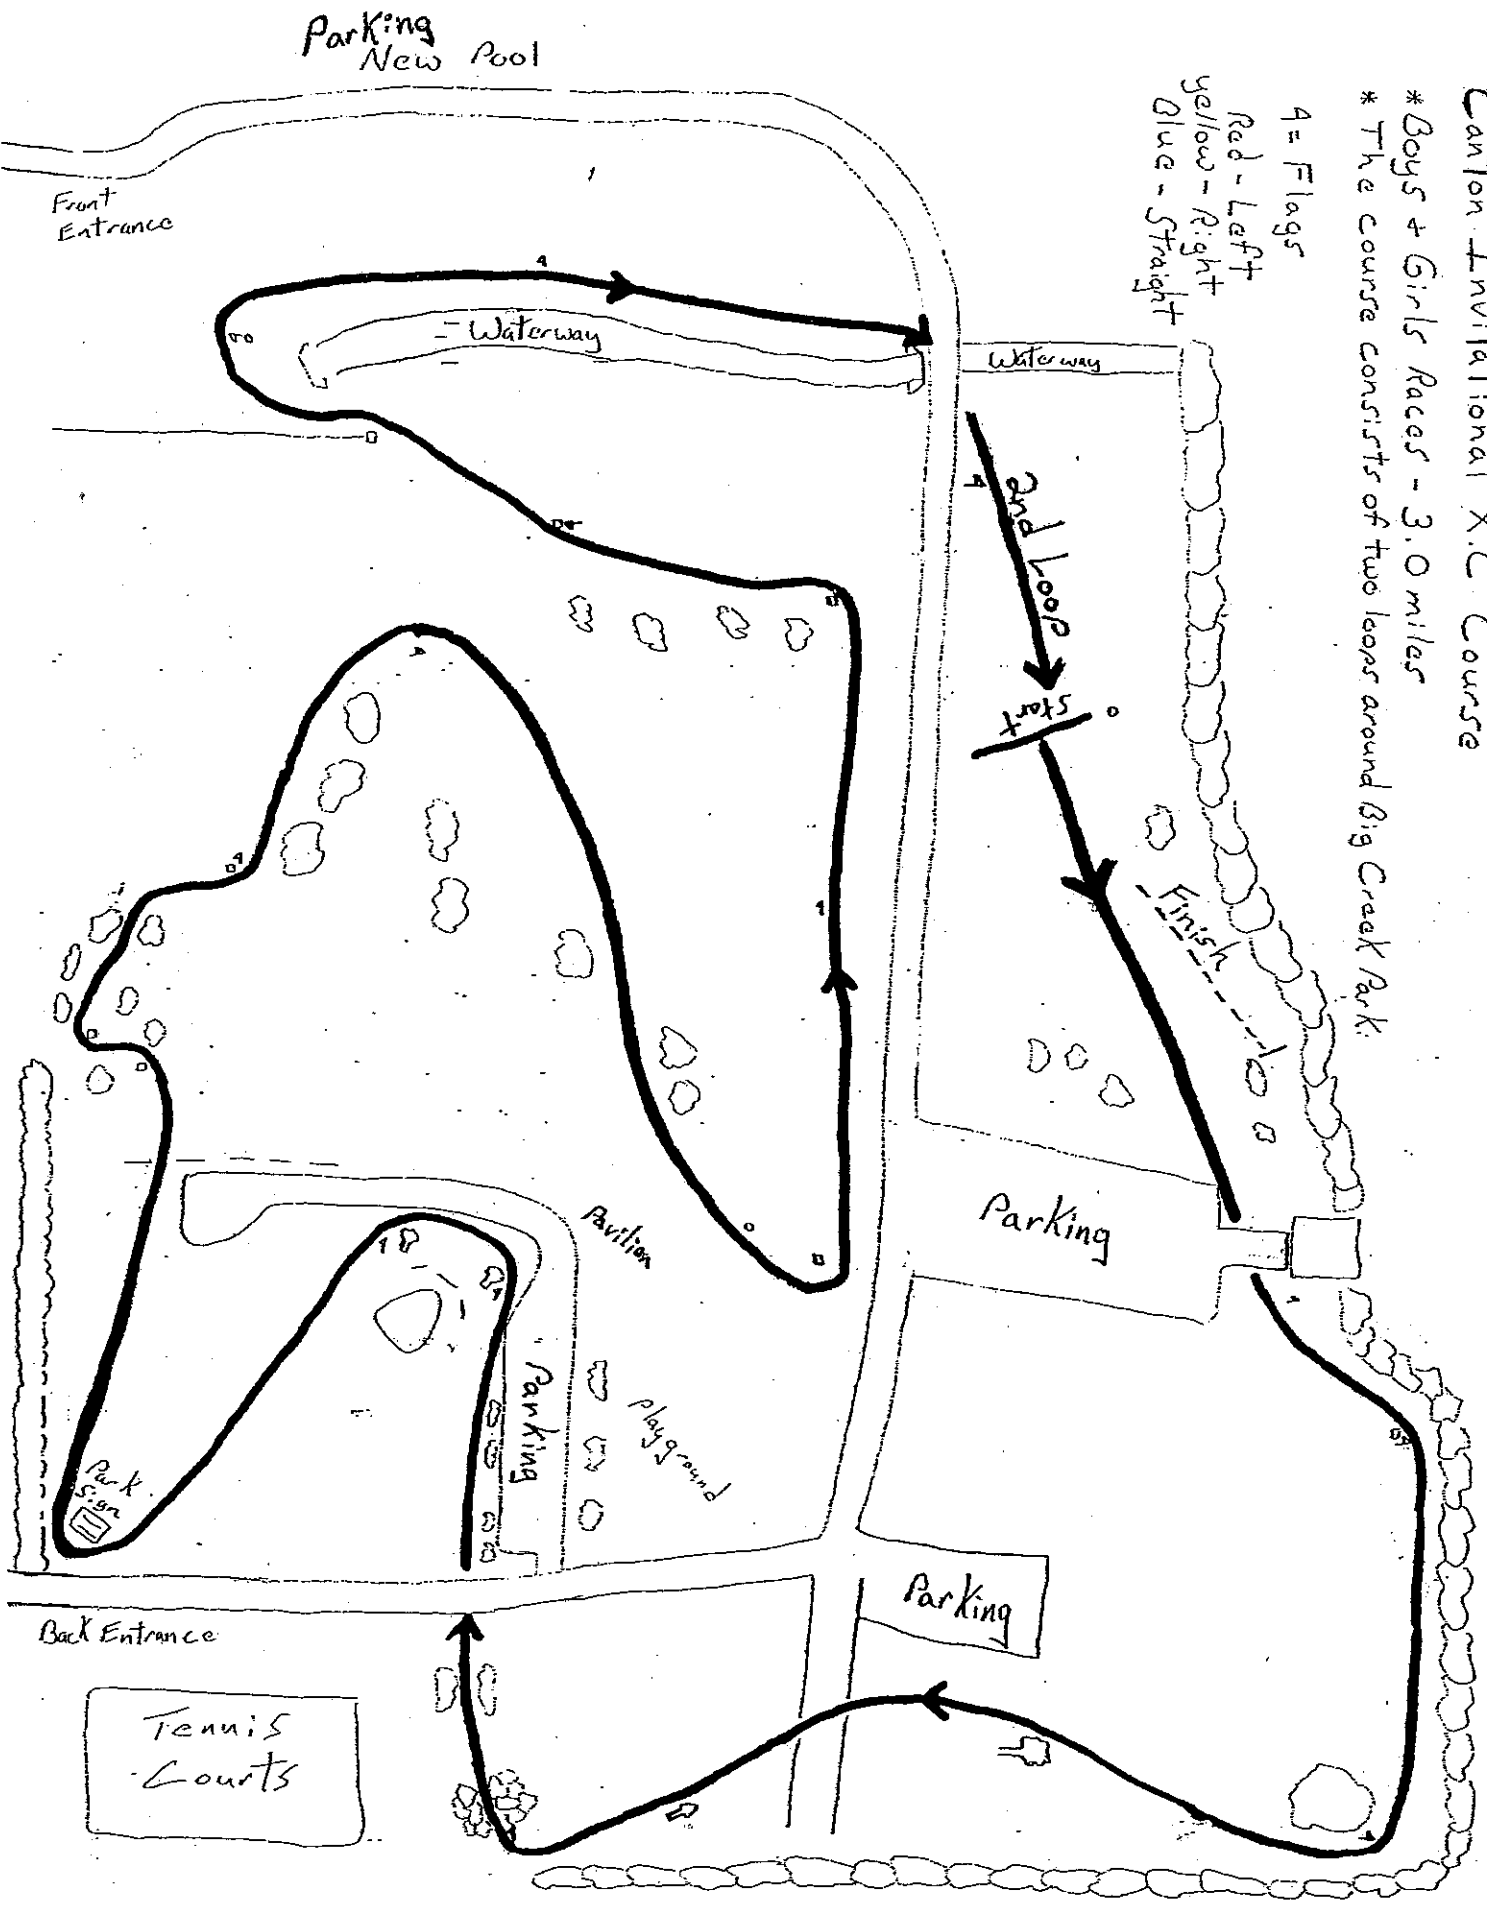 Canton Invitational X.C Course
*Boys + Girls Races - 3.0 miles
* The course consists of two loops around Big Creek Park.
4= Flags
Red - Left
Yellow - Right
Blue - Straight
Parking
New Pool
Front
Entrance
Waterway
Waterway
2nd Loop
Start
Finish
Parking
Pavilion
Parking
Playground
Park
Sign
Parking
Back Entrance
Tennis
Courts